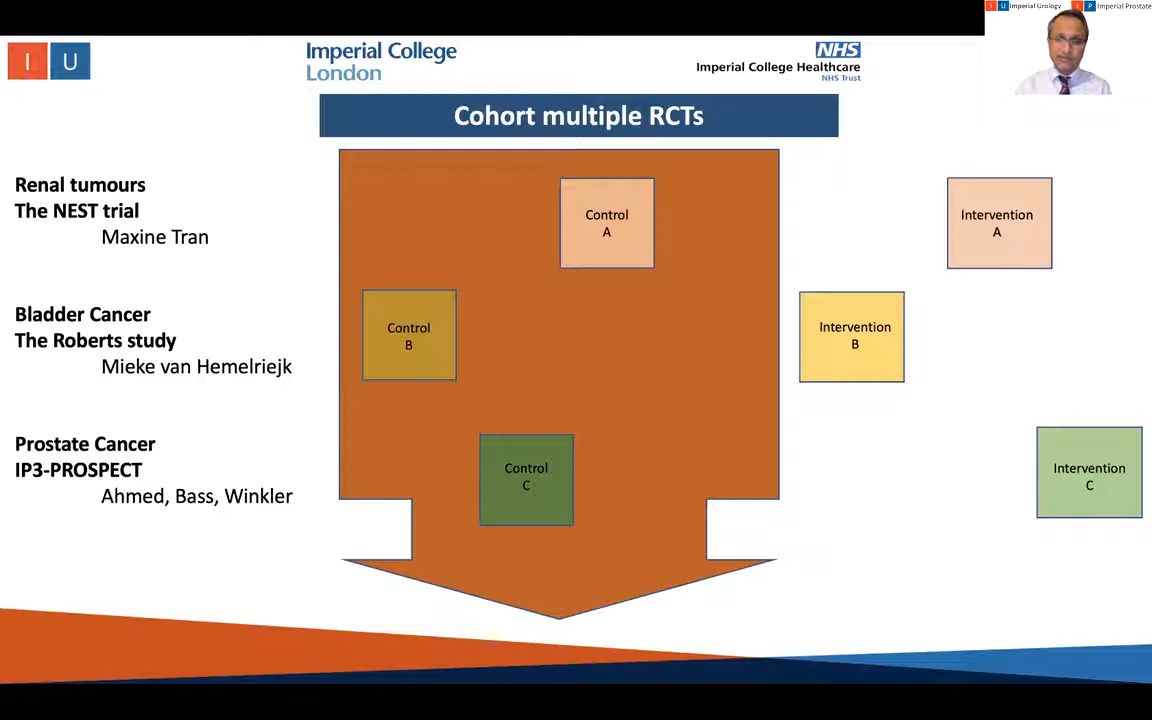 I U Imperial Urology I P Imperial Prostate
I U
Imperial College
London
NHS
Imperial College Healthcare
NHS Trust
Cohort multiple RCTs
Renal tumours
The NEST trial
Maxine Tran
Control
A
Intervention
A
Bladder Cancer
The Roberts study
Mieke van Hemelriejk
Control
B
Intervention
B
Prostate Cancer
IP3-PROSPECT
Ahmed, Bass, Winkler
Control
C
Intervention
C